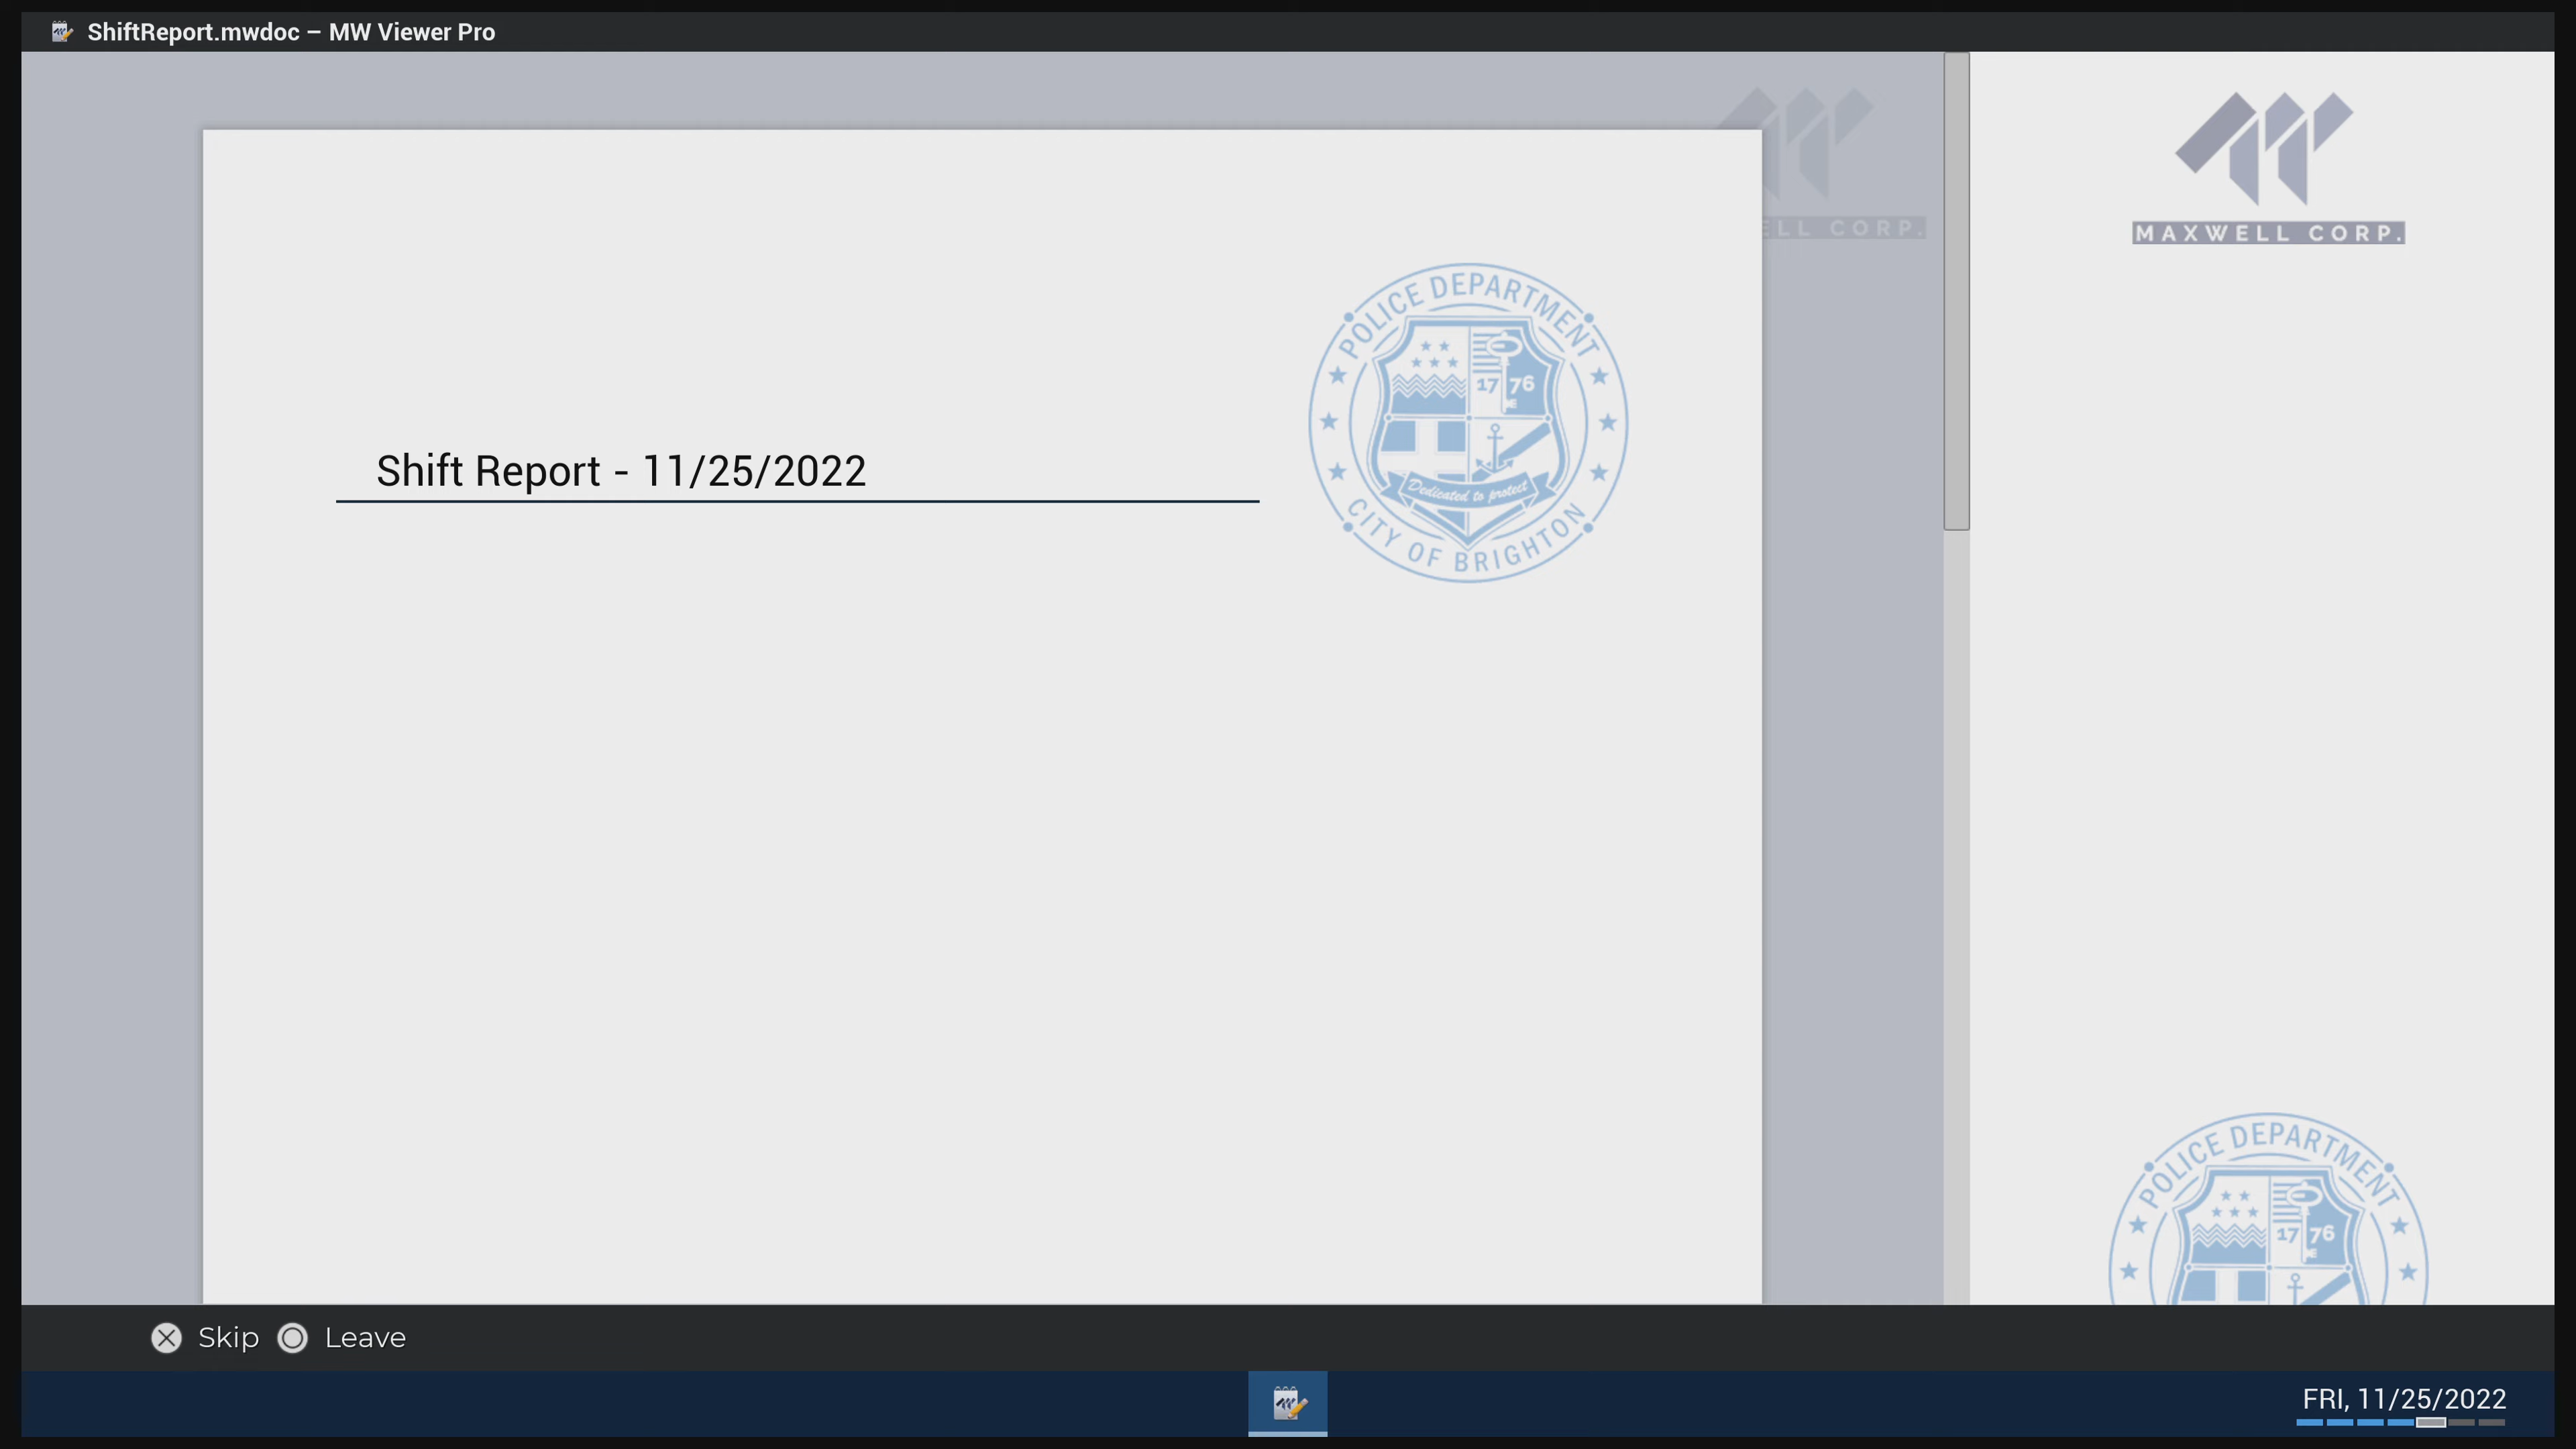 ShiftReport.mwdoc – MW Viewer Pro
ELL CORP.
MAXWELL CORP.
POLICE DEPARTMENT
17 76
Shift Report - 11/25/2022
Dedicated to protect
CITY OF BRIGHTON
POLICE DEPARTMENT
17 76
Skip Leave
FRI, 11/25/2022